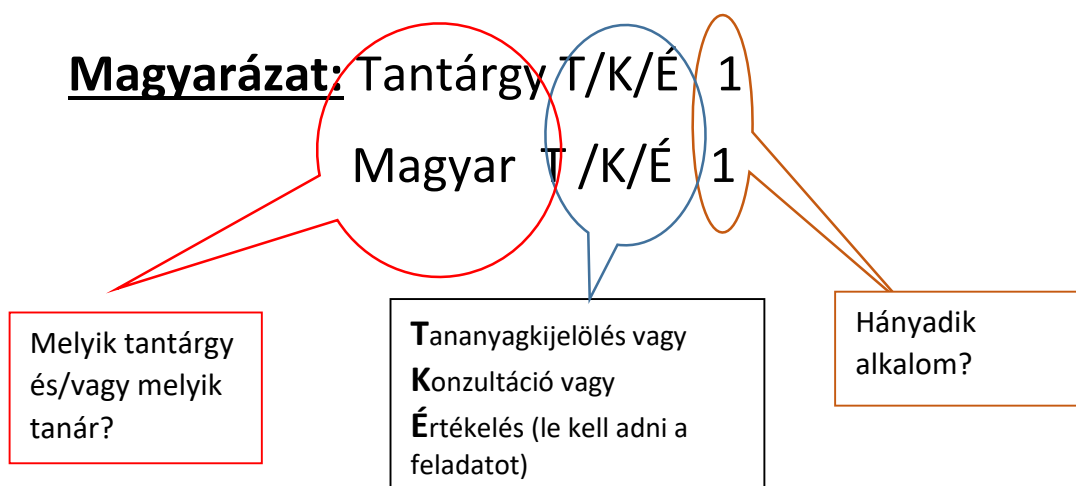 Magyarázat: Tantárgy T/K/É 1
Magyar T /K/É 1
Melyik tantárgy
és/vagy melyik
tanár?
Tananyagkijelölés vagy
Konzultáció vagy
Értékelés (le kell adni a
feladatot)
Hányadik
alkalom?